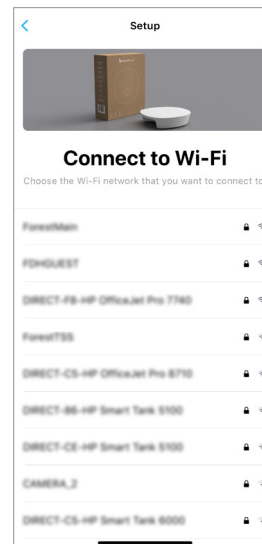 Setup
Connect to Wi-Fi
Choose the Wi-Fi network that you want to connect to
ForestMain
FDHGUEST
DIRECT-FB-HP OfficeJet Pro 7740
ForestTSS
DIRECT-C5-HP OfficeJet Pro 8710
DIRECT-B6-HP Smart Tank 5100
DIRECT-CE-HP Smart Tank 5100
CAMERA_2
DIRECT-C5-HP Smart Tank 6000